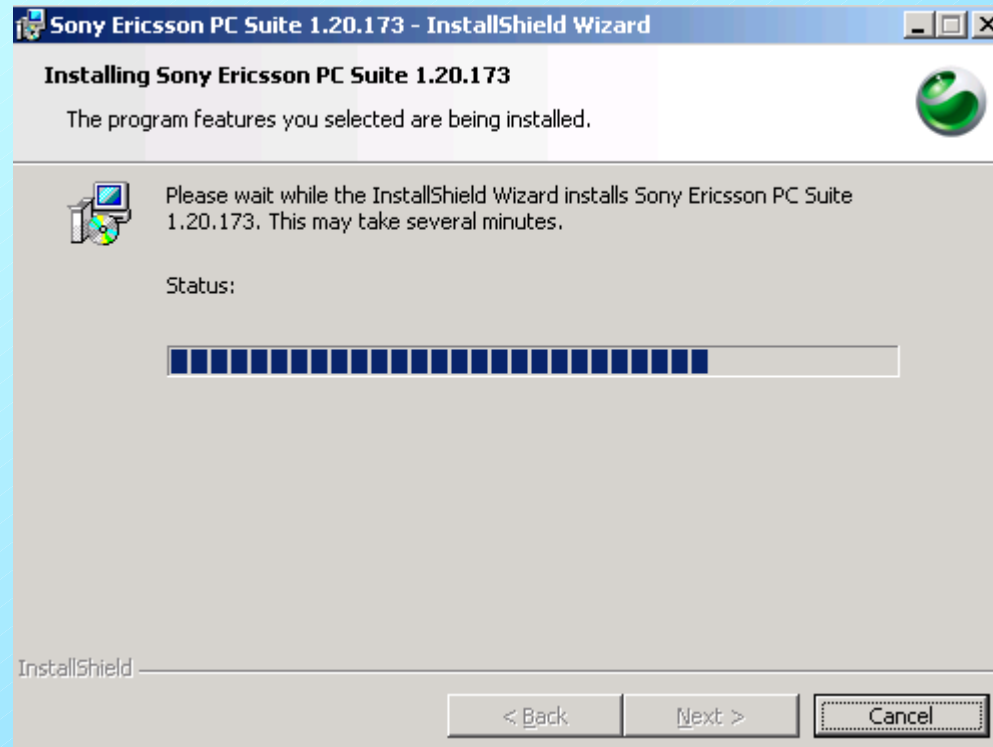 Sony Ericsson PC Suite 1.20.173 - InstallShield Wizard
Installing Sony Ericsson PC Suite 1.20.173
The program features you selected are being installed.
Please wait while the InstallShield Wizard installs Sony Ericsson PC Suite
1.20.173. This may take several minutes.
Status:
InstallShield
< Back Next > Cancel